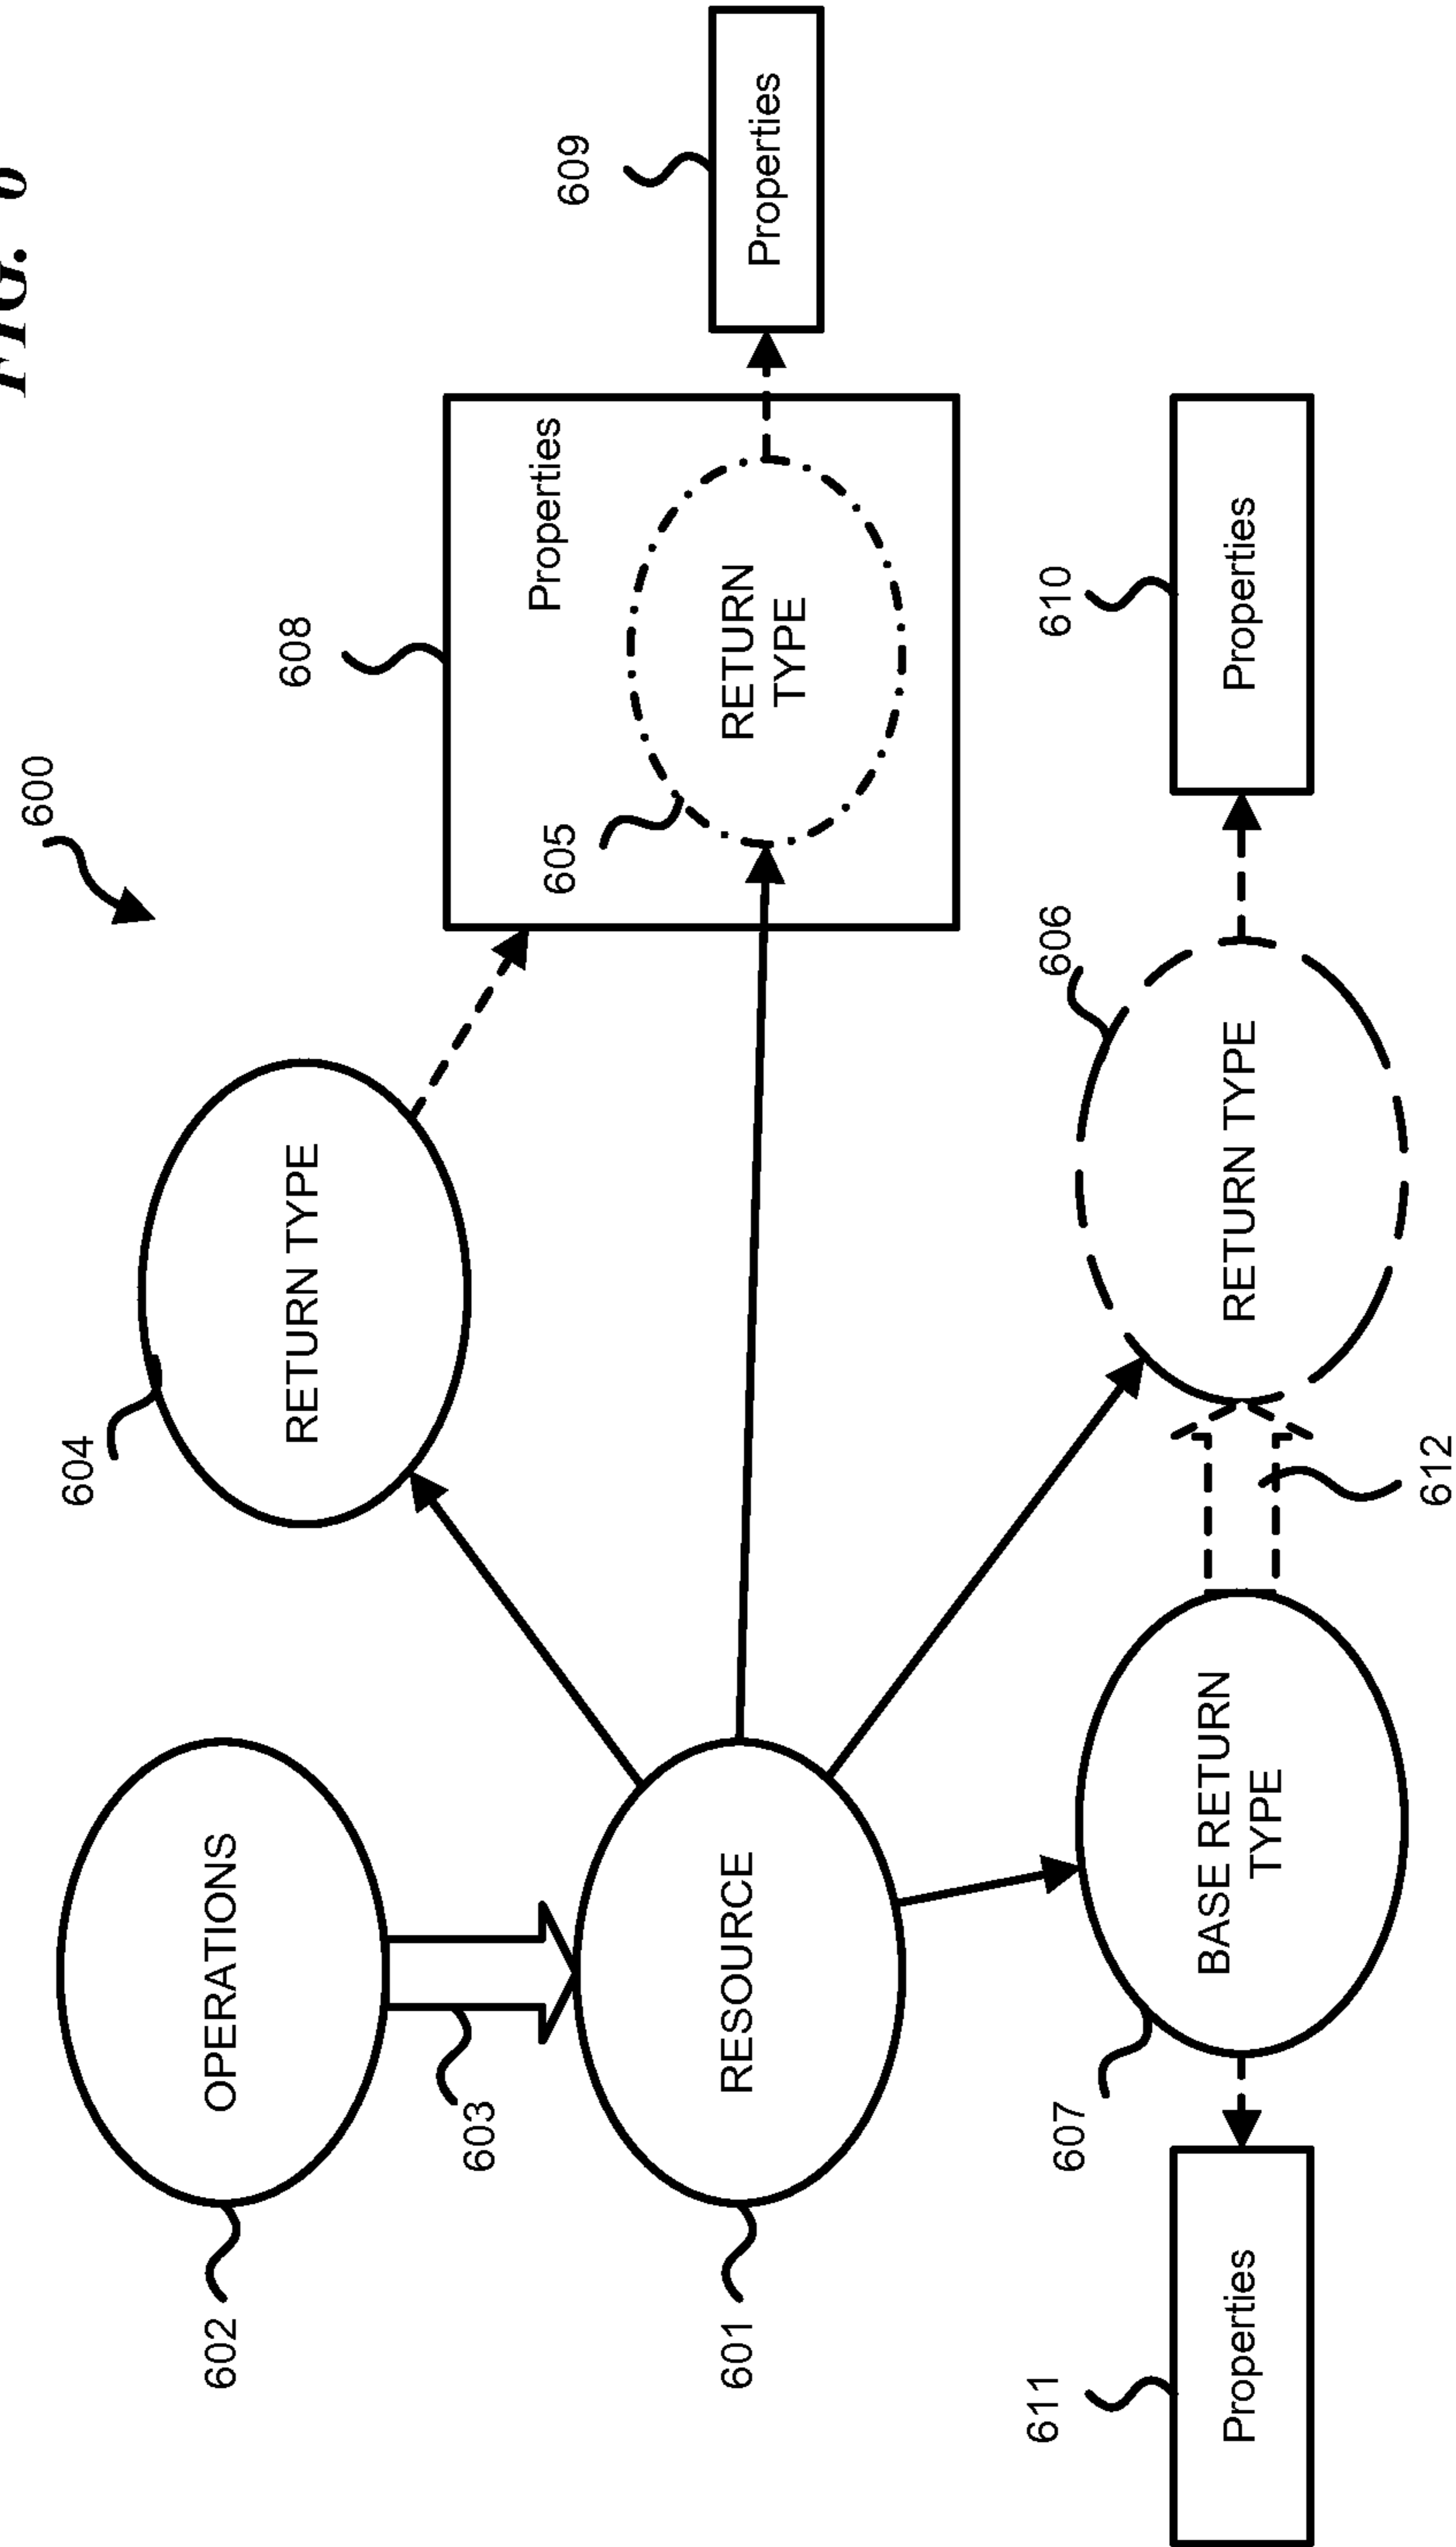 FIG. 6
600
604
602
OPERATIONS
RETURN TYPE
608
603
Properties
605
609
601
RESOURCE
RETURN
TYPE
Properties
611
607
606
610
Properties
BASE RETURN
TYPE
RETURN TYPE
Properties
612